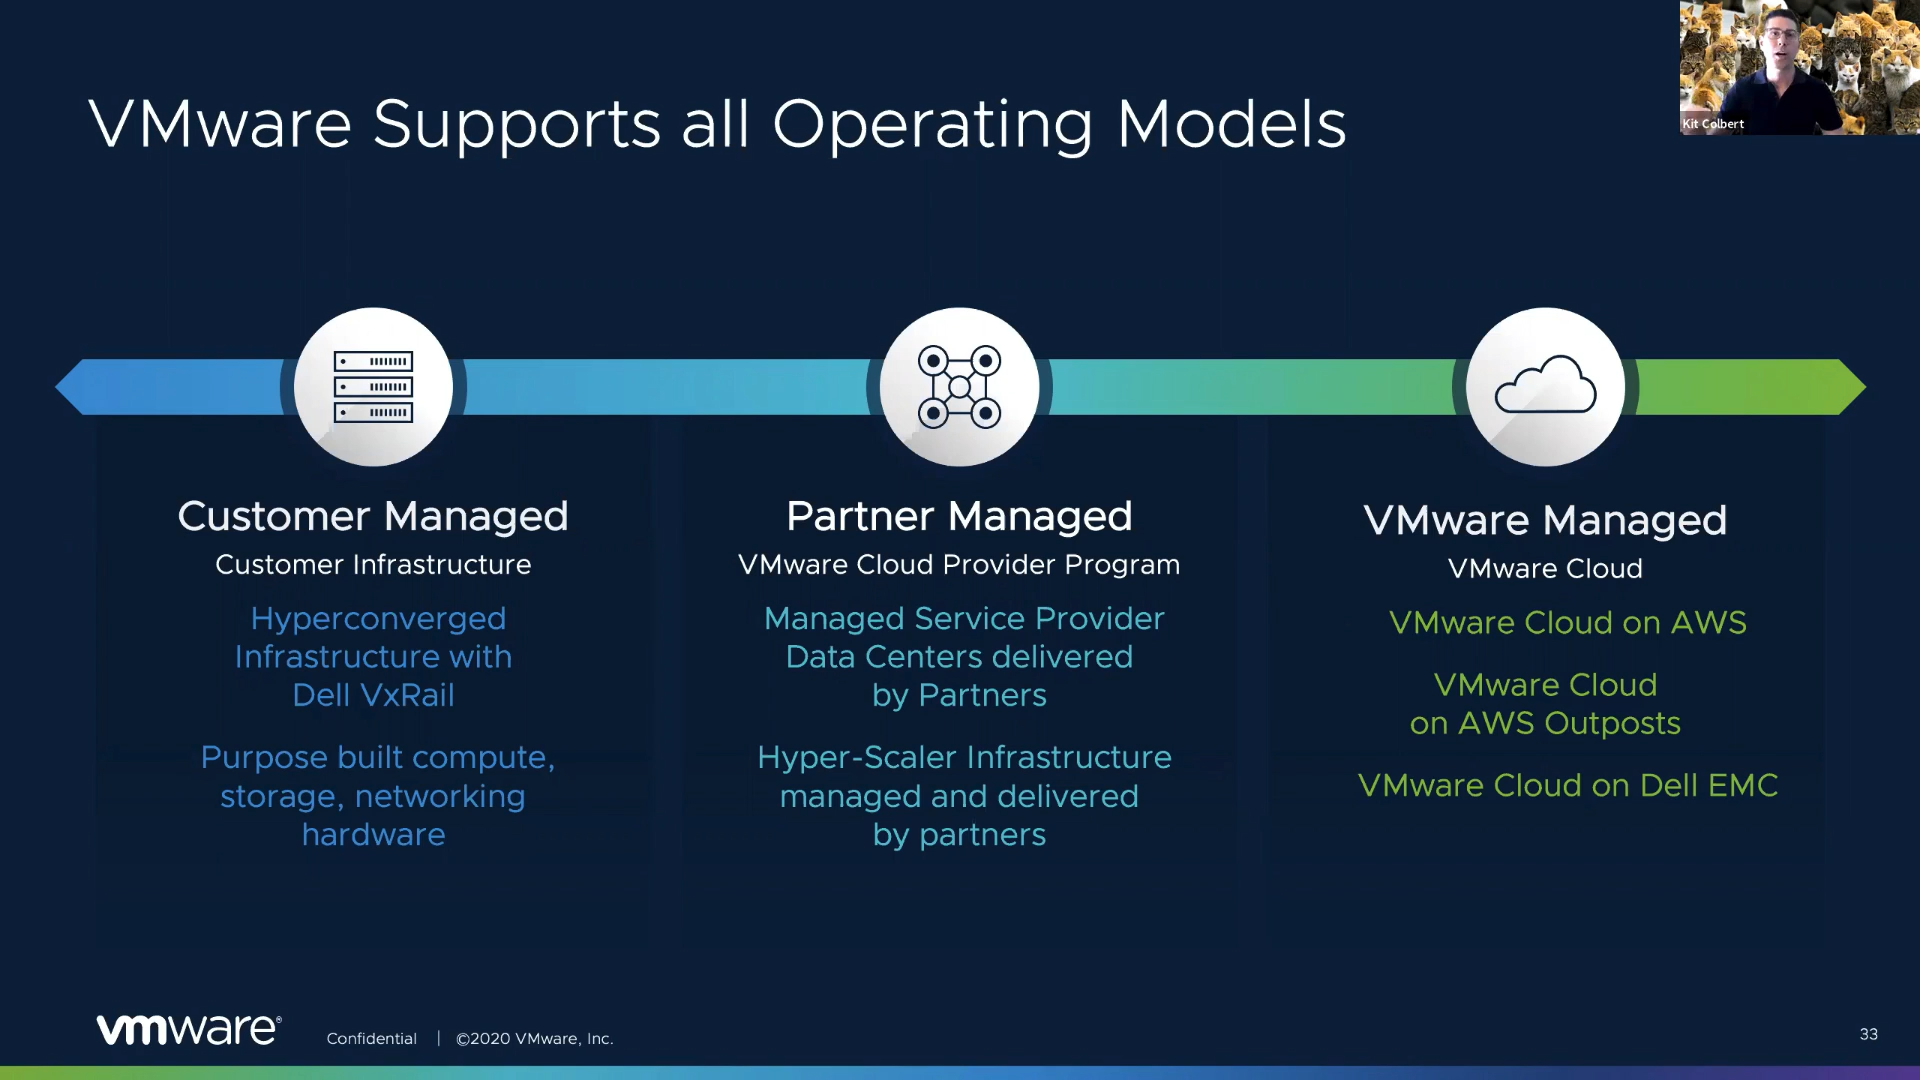 VMware Supports all Operating Models
Kit Colbert
Customer Managed
Customer Infrastructure
Hyperconverged
Infrastructure with
Dell VxRail
Purpose built compute,
storage, networking
hardware
Partner Managed
VMware Cloud Provider Program
Managed Service Provider
Data Centers delivered
by Partners
Hyper-Scaler Infrastructure
managed and delivered
by partners
VMware Managed
VMware Cloud
VMware Cloud on AWS
VMware Cloud
on AWS Outposts
VMware Cloud on Dell EMC
vmware®
Confidential | ©2020 VMware, Inc.
33